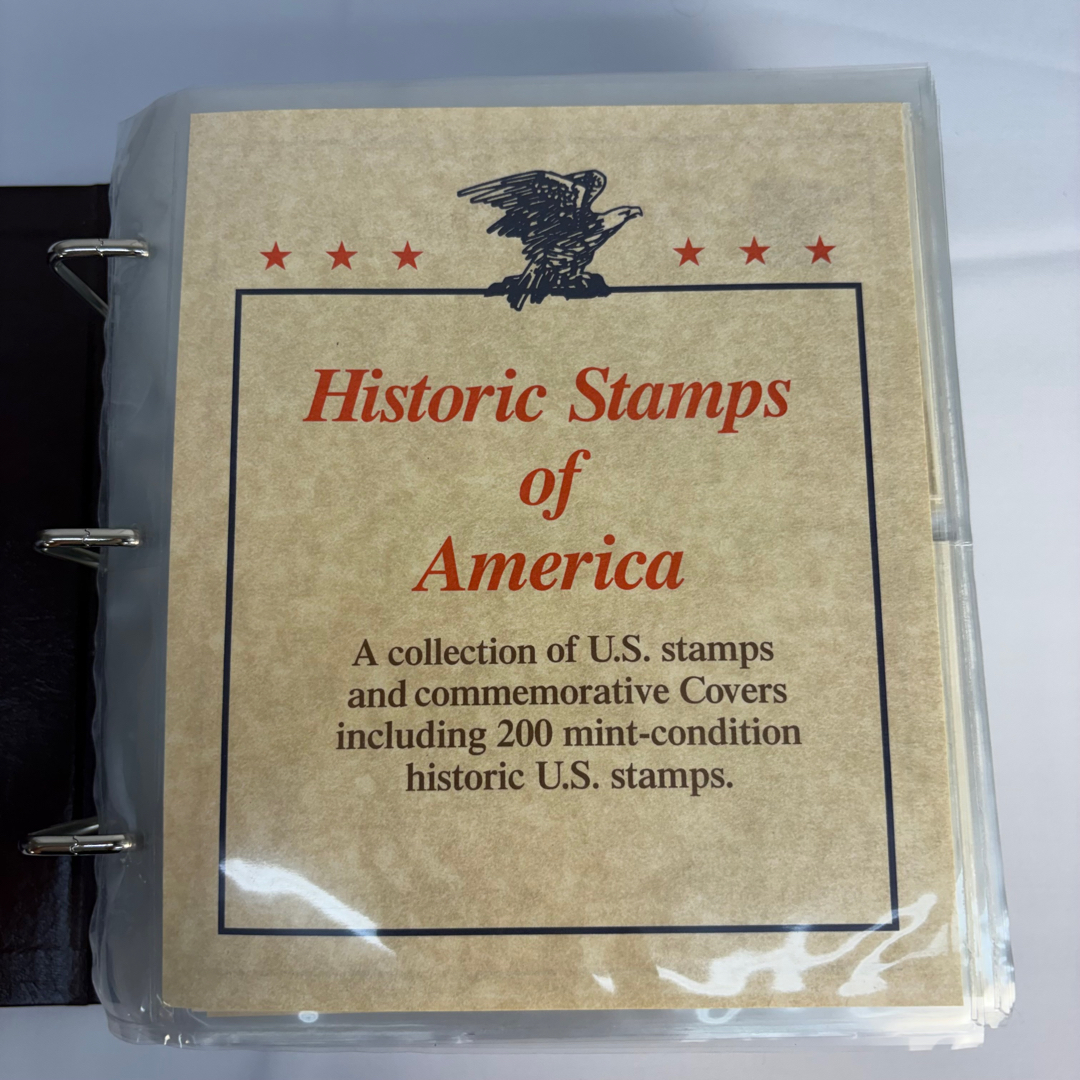 Historic Stamps
of
America
A collection of U.S. stamps
and commemorative Covers
including 200 mint-condition
historic U.S. stamps.